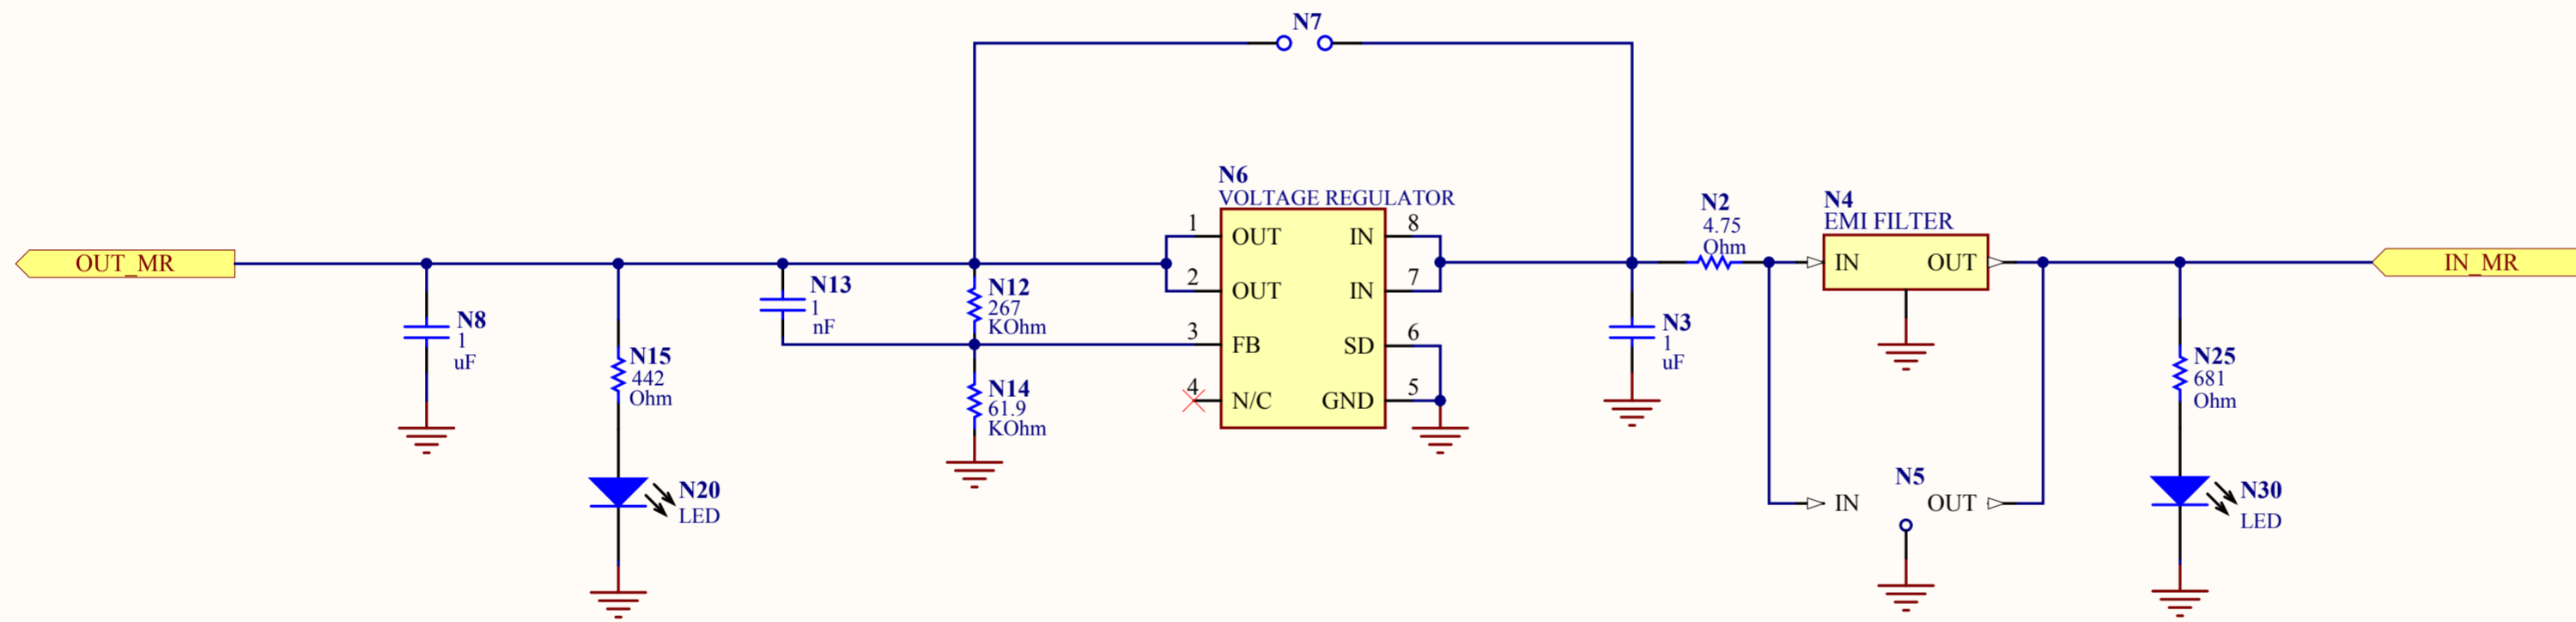 N7
N6
VOLTAGE REGULATOR
1
OUT
IN
8
2
OUT
IN
7
3
FB
SD
6
4
N/C
GND
5
OUT_MR
N8
1
uF
N15
442
Ohm
N20
LED
N13
1
nF
N12
267
KOhm
N14
61.9
KOhm
N3
1
uF
N2
4.75
Ohm
N4
EMI FILTER
IN
OUT
N5
IN
OUT
IN_MR
N25
681
Ohm
N30
LED